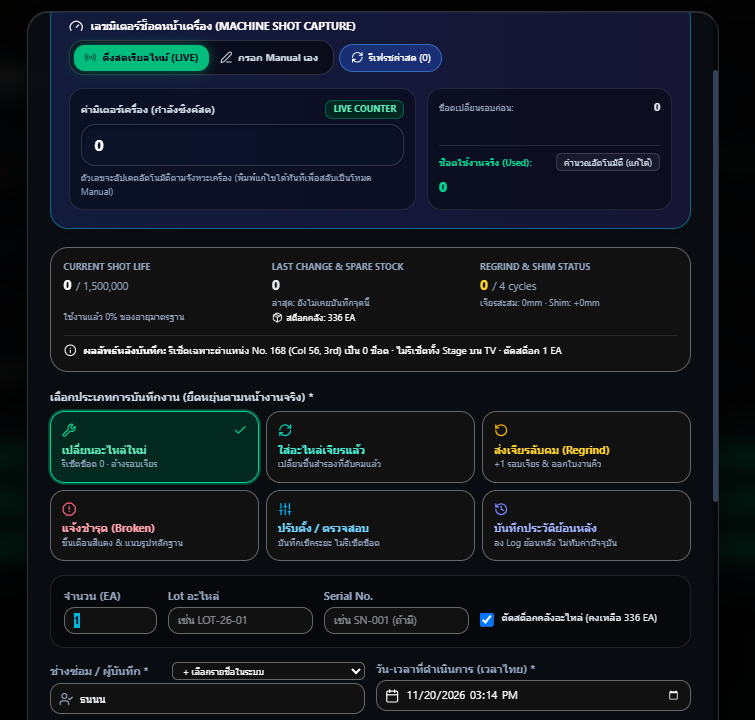 เลขมิเตอร์ช็อตหน้าเครื่อง (MACHINE SHOT CAPTURE)
ดึงสดเรียลไทม์ (LIVE)
กรอก Manual เอง
รีเฟรชค่าสด (0)
ค่ามิเตอร์เครื่อง (กำลังซิงค์สด)
LIVE COUNTER
0
ตัวเลขจะอัปเดตอัตโนมัติตามจังหวะเครื่อง (พิมพ์แก้ไขได้ทันทีเพื่อสลับเป็นโหมด
Manual)
ช็อตเปลี่ยนรอบก่อน:
0
ช็อตใช้งานจริง (Used):
คำนวณอัตโนมัติ (แก้ได้)
0
CURRENT SHOT LIFE
0 / 1,500,000
ใช้งานแล้ว 0% ของอายุมาตรฐาน
LAST CHANGE & SPARE STOCK
0
ล่าสุด: ยังไม่เคยบันทึกจุดนี้
สต็อกคลัง: 336 EA
REGRIND & SHIM STATUS
0 / 4 cycles
เจียรสะสม: 0mm · Shim: +0mm
ผลลัพธ์หลังบันทึก: รีเซ็ตเฉพาะตำแหน่ง No. 168 (Col 56, 3rd) เป็น 0 ช็อต · ไม่รีเซ็ตทั้ง Stage บน TV · ตัดสต็อก 1 EA
เลือกประเภทการบันทึกงาน (ยืดหยุ่นตามหน้างานจริง) *
เปลี่ยนอะไหล่ใหม่
รีเซ็ตช็อต 0 · ล้างรอบเจียร
ใส่อะไหล่เจียรแล้ว
เปลี่ยนชิ้นสำรองที่ลับคมแล้ว
ส่งเจียรลับคม (Regrind)
+1 รอบเจียร & ออกใบงานคิว
แจ้งชำรุด (Broken)
ขึ้นเตือนสีแดง & แนบรูปหลักฐาน
ปรับตั้ง / ตรวจสอบ
บันทึกเช็คระยะ ไม่รีเซ็ตช็อต
บันทึกประวัติย้อนหลัง
ลง Log ย้อนหลัง ไม่ทับค่าปัจจุบัน
จำนวน (EA)
1
Lot อะไหล่
เช่น LOT-26-01
Serial No.
เช่น SN-001 (ถ้ามี)
ตัดสต็อกคลังอะไหล่ (คงเหลือ 336 EA)
ช่างซ่อม / ผู้บันทึก *
+ เลือกรายชื่อในระบบ
ธนนน
วัน-เวลาที่ดำเนินการ (เวลาไทย) *
11/20/2026 03:14 PM